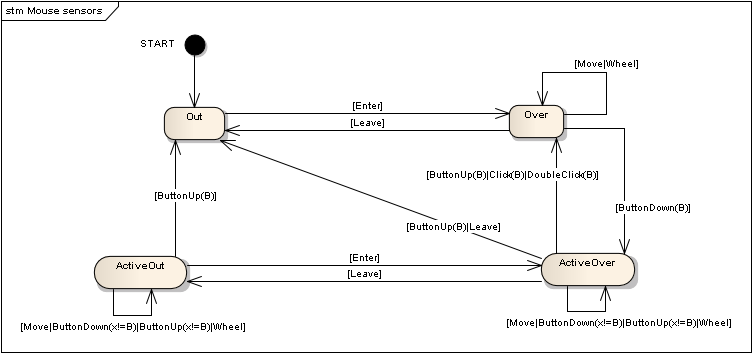 stm Mouse sensors
START
[Move|Wheel]
[Enter]
Out
Over
[Leave]
[ButtonUp(B)|Click(B)|DoubleClick(B)]
[ButtonUp(B)]
[ButtonDown(B)]
[ButtonUp(B)|Leave]
[Enter]
ActiveOut
ActiveOver
[Leave]
[Move|ButtonDown(x!=B)|ButtonUp(x!=B)|Wheel]
[Move|ButtonDown(x!=B)|ButtonUp(x!=B)|Wheel]